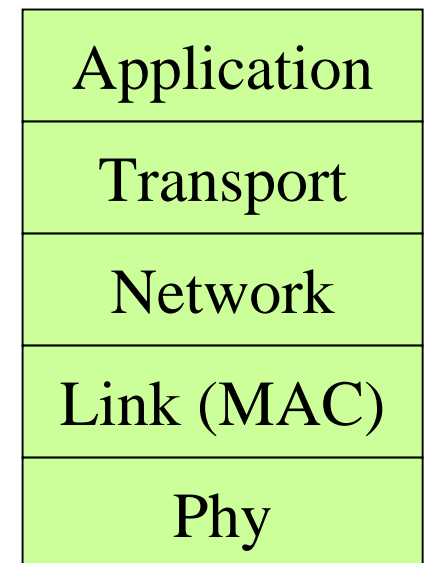 Application
Transport
Network
Link (MAC)
Phy